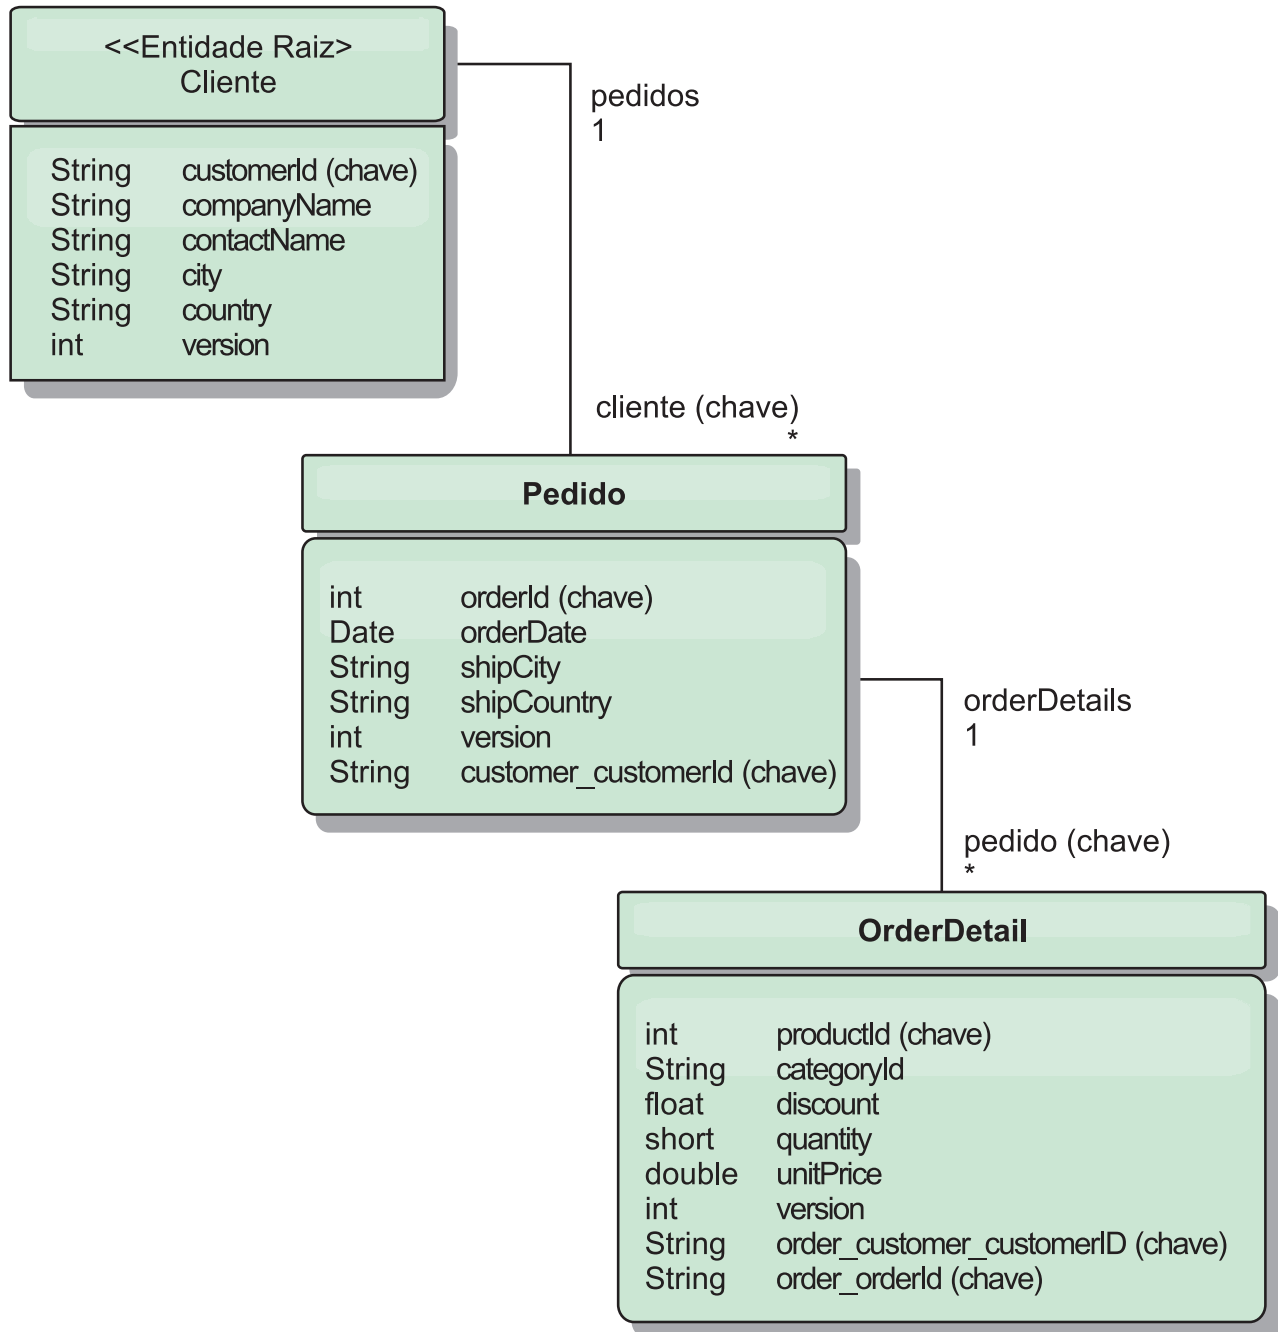 <<Entidade Raiz>
Cliente
pedidos
1
String customerId (chave)
String companyName
String contactName
String city
String country
int version
cliente (chave)
*
Pedido
int orderId (chave)
Date orderDate
String shipCity
String shipCountry
int version
String customer_customerId (chave)
orderDetails
1
pedido (chave)
*
OrderDetail
int productId (chave)
String categoryId
float discount
short quantity
double unitPrice
int version
String order_customer_customerID (chave)
String order_orderId (chave)